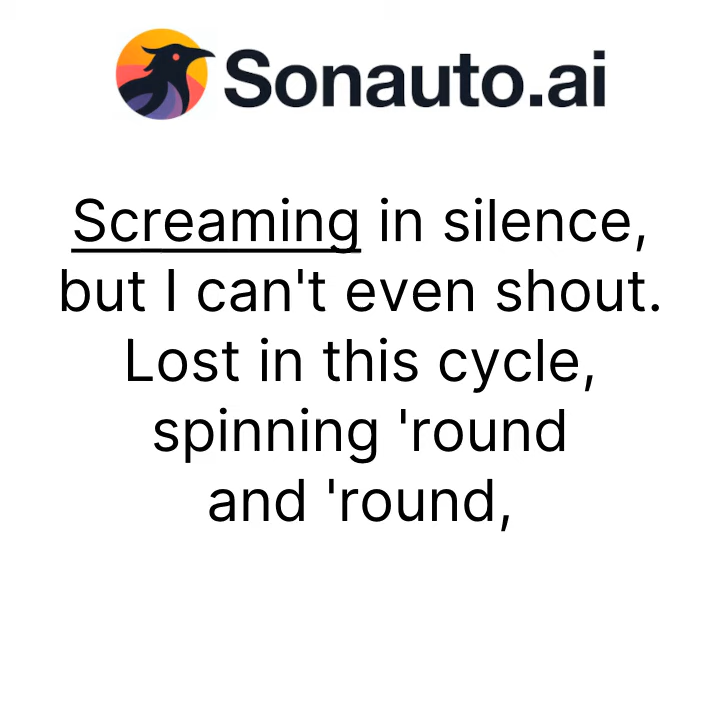 Sonauto.ai
Screaming in silence,
but I can't even shout.
Lost in this cycle,
spinning 'round
and 'round,